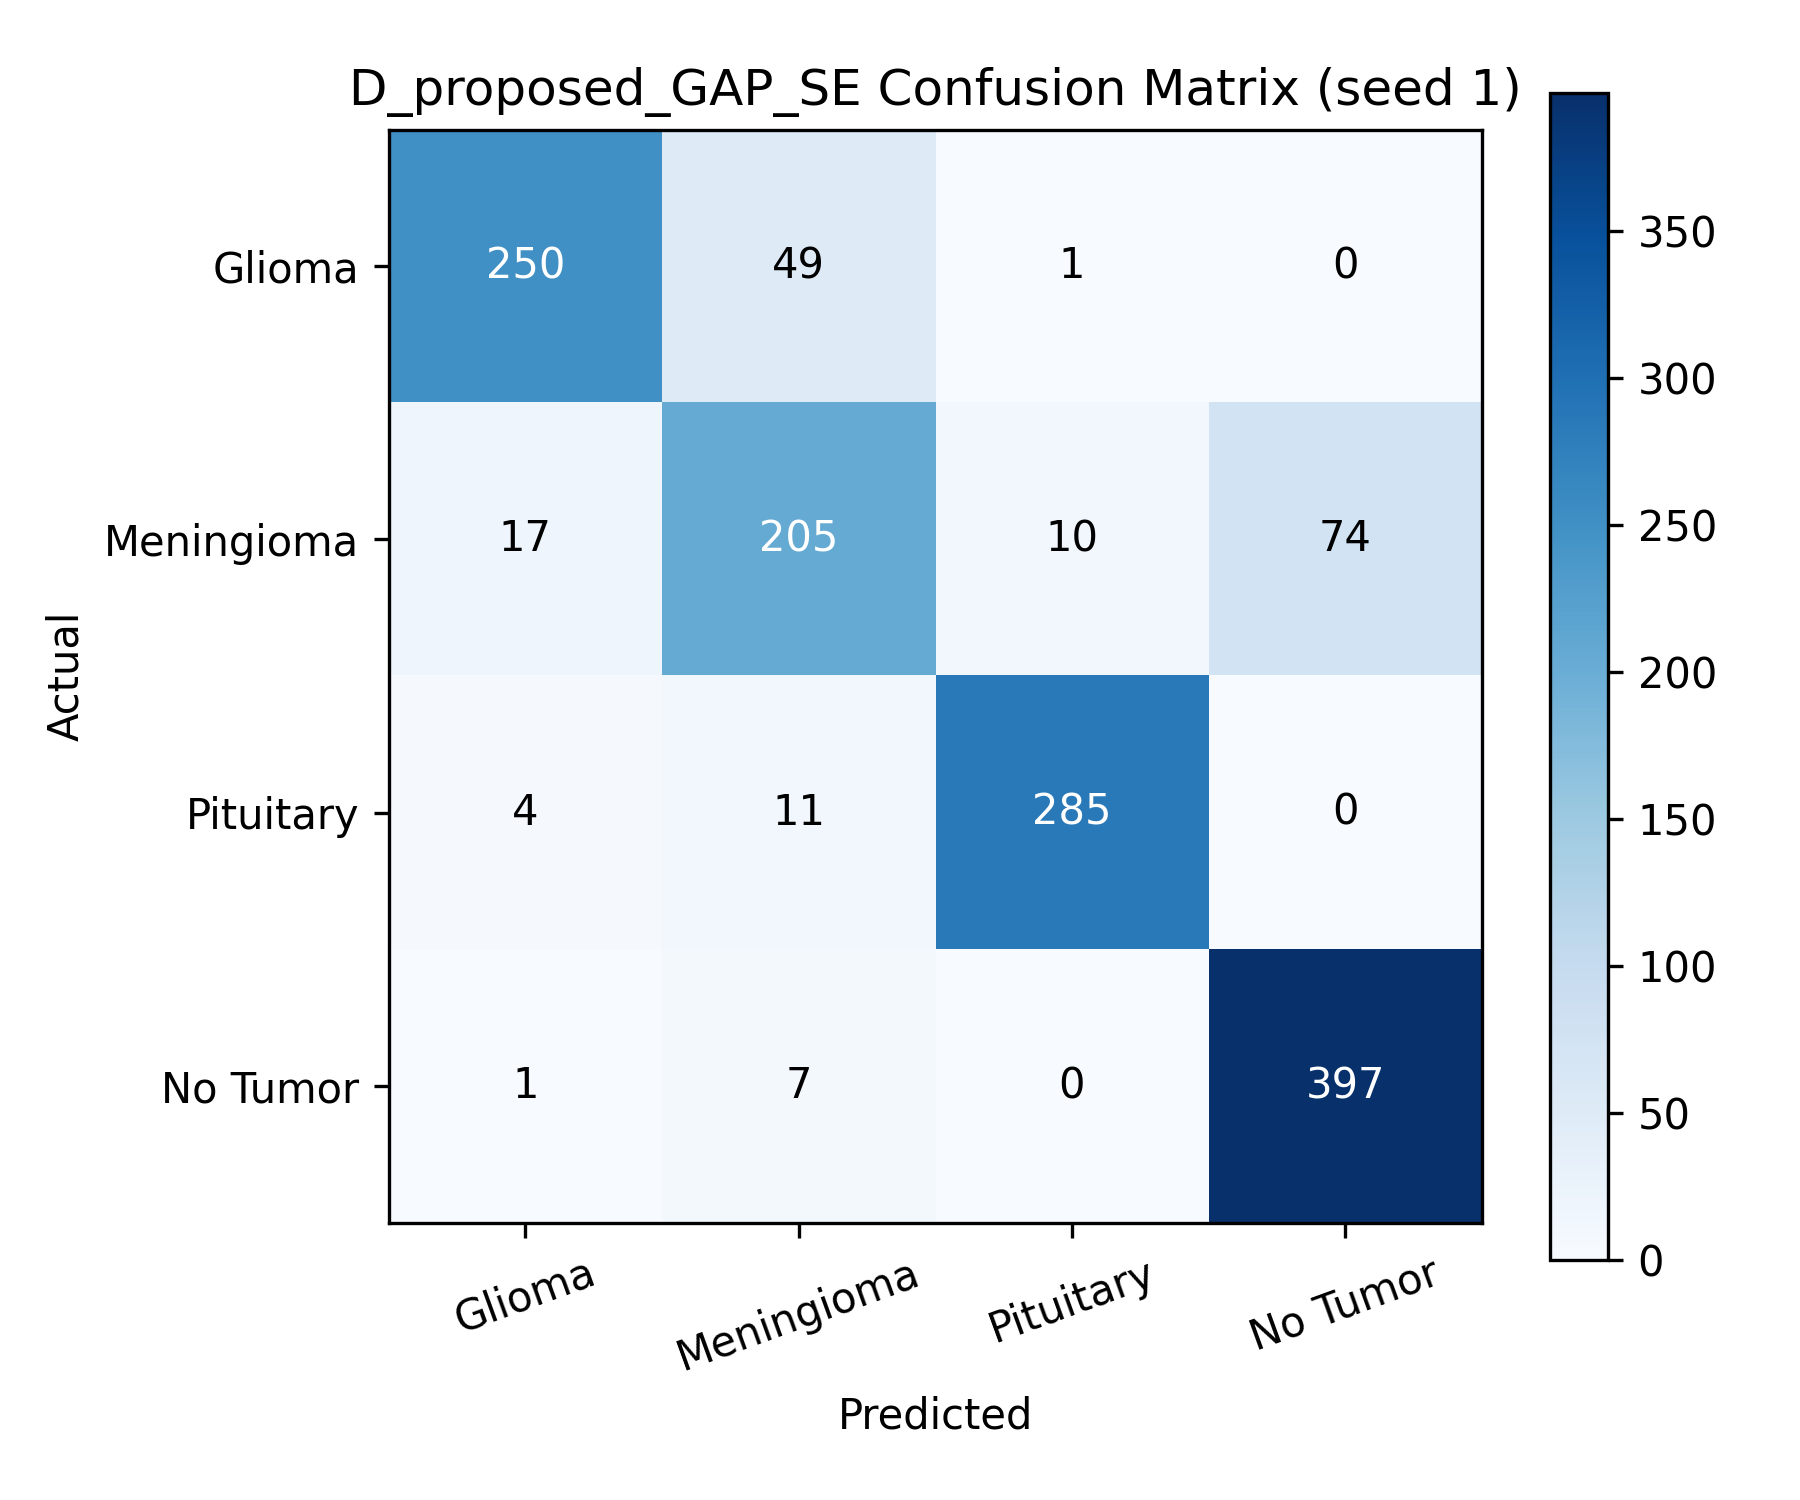 D_proposed_GAP_SE Confusion Matrix (seed 1)
Actual
Glioma 250 49 1 0
Meningioma 17 205 10 74
Pituitary 4 11 285 0
No Tumor 1 7 0 397
Glioma Meningioma Pituitary No Tumor
Predicted
350
300
250
200
150
100
50
0